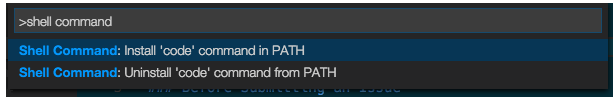 >shell command
Shell Command: Install 'code' command in PATH
Shell Command: Uninstall 'code' command from PATH